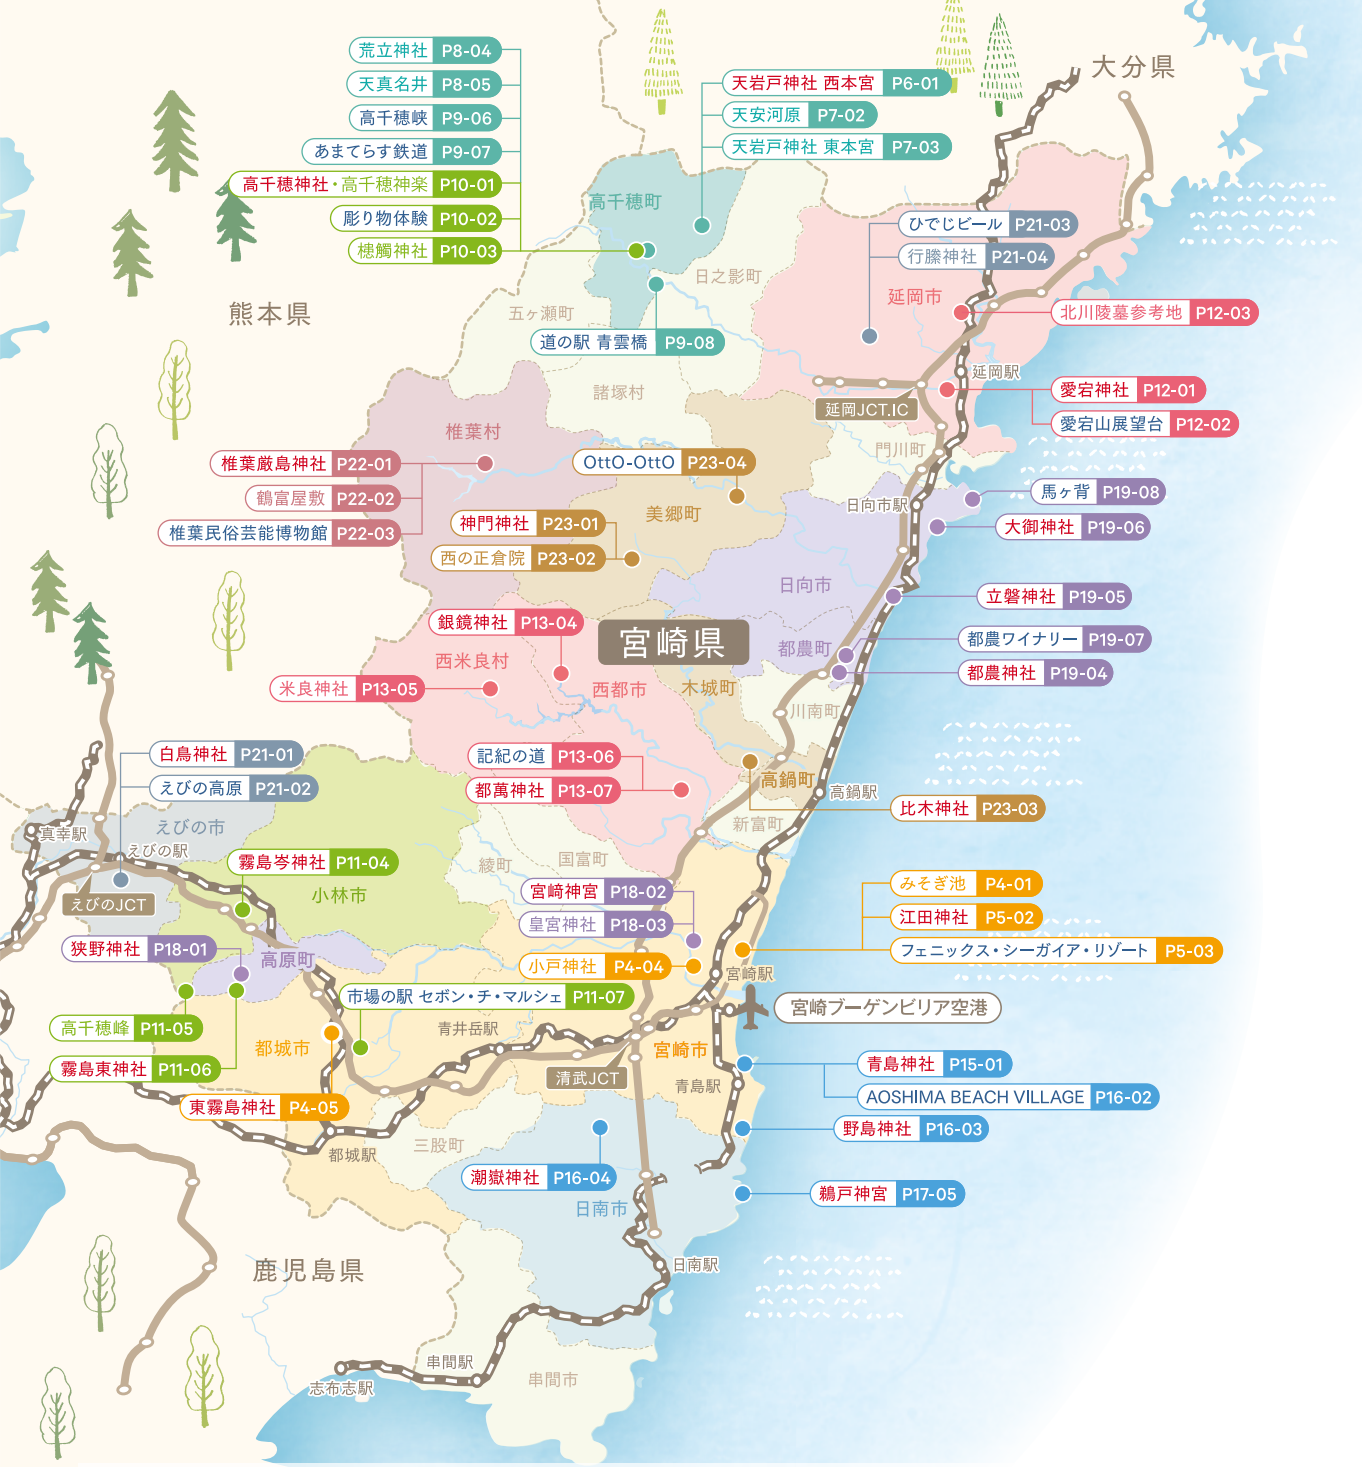 荒立神社 P8-04
天真名井 P8-05
高千穂峡 P9-06
あまてらす鉄道 P9-07
高千穂神社・高千穂神楽 P10-01
彫り物体験 P10-02
槵觸神社 P10-03
天岩戸神社 西本宮 P6-01
天安河原 P7-02
天岩戸神社 東本宮 P7-03
大分県
高千穂町
日之影町
ひでじビール P21-03
行縢神社 P21-04
延岡市
熊本県
五ヶ瀬町
北川陵墓参考地 P12-03
道の駅 青雲橋 P9-08
延岡駅
諸塚村
愛宕神社 P12-01
愛宕山展望台 P12-02
延岡JCT.IC
椎葉村
門川町
椎葉厳島神社 P22-01
鶴富屋敷 P22-02
椎葉民俗芸能博物館 P22-03
OttO-OttO P23-04
馬ヶ背 P19-08
日向市駅
美郷町
神門神社 P23-01
西の正倉院 P23-02
大御神社 P19-06
日向市
立磐神社 P19-05
銀鏡神社 P13-04
宮崎県
都農町
都農ワイナリー P19-07
都農神社 P19-04
西米良村
米良神社 P13-05
西都市
木城町
川南町
白鳥神社 P21-01
えびの高原 P21-02
記紀の道 P13-06
都萬神社 P13-07
高鍋町
高鍋駅
比木神社 P23-03
新富町
真幸駅
えびの市
えびの駅
霧島岑神社 P11-04
小林市
綾町
国富町
えびのJCT
宮﨑神宮 P18-02
皇宮神社 P18-03
みそぎ池 P4-01
江田神社 P5-02
フェニックス・シーガイア・リゾート P5-03
狭野神社 P18-01
高原町
小戸神社 P4-04
宮崎駅
市場の駅 セボン・チ・マルシェ P11-07
宮崎ブーゲンビリア空港
高千穂峰 P11-05
都城市
青井岳駅
宮崎市
霧島東神社 P11-06
清武JCT
青島駅
青島神社 P15-01
AOSHIMA BEACH VILLAGE P16-02
東霧島神社 P4-05
野島神社 P16-03
都城駅
三股町
潮嶽神社 P16-04
鵜戸神宮 P17-05
日南市
日南駅
鹿児島県
串間駅
志布志駅
串間市